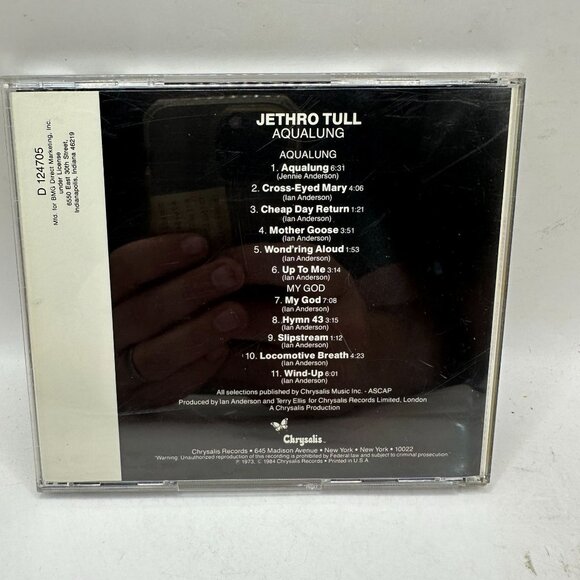 D 124705
Mfd. for BMG Direct Marketing, Inc.
under License
6550 East 30th Street,
Indianapolis, Indiana 46219
JETHRO TULL
AQUALUNG
AQUALUNG
1. Aqualung 6:31
(Jennie Anderson)
2. Cross-Eyed Mary 4:06
(Ian Anderson)
3. Cheap Day Return 1:21
(Ian Anderson)
4. Mother Goose 3:51
(Ian Anderson)
5. Wond'ring Aloud 1:53
(Ian Anderson)
6. Up To Me 3:14
(Ian Anderson)
MY GOD
7. My God 7:08
(Ian Anderson)
8. Hymn 43 3:15
(Ian Anderson)
9. Slipstream 1:12
(Ian Anderson)
10. Locomotive Breath 4:23
(Ian Anderson)
11. Wind-Up 6:01
(Ian Anderson)
All selections published by Chrysalis Music Inc. - ASCAP
Produced by Ian Anderson and Terry Ellis for Chrysalis Records Limited, London
A Chrysalis Production
Chrysalis™
Chrysalis Records • 645 Madison Avenue • New York • New York • 10022
"Warning: Unauthorized reproduction of this recording is prohibited by Federal law and subject to criminal prosecution."
℗ 1973, © 1984 Chrysalis Records • Printed in U.S.A.